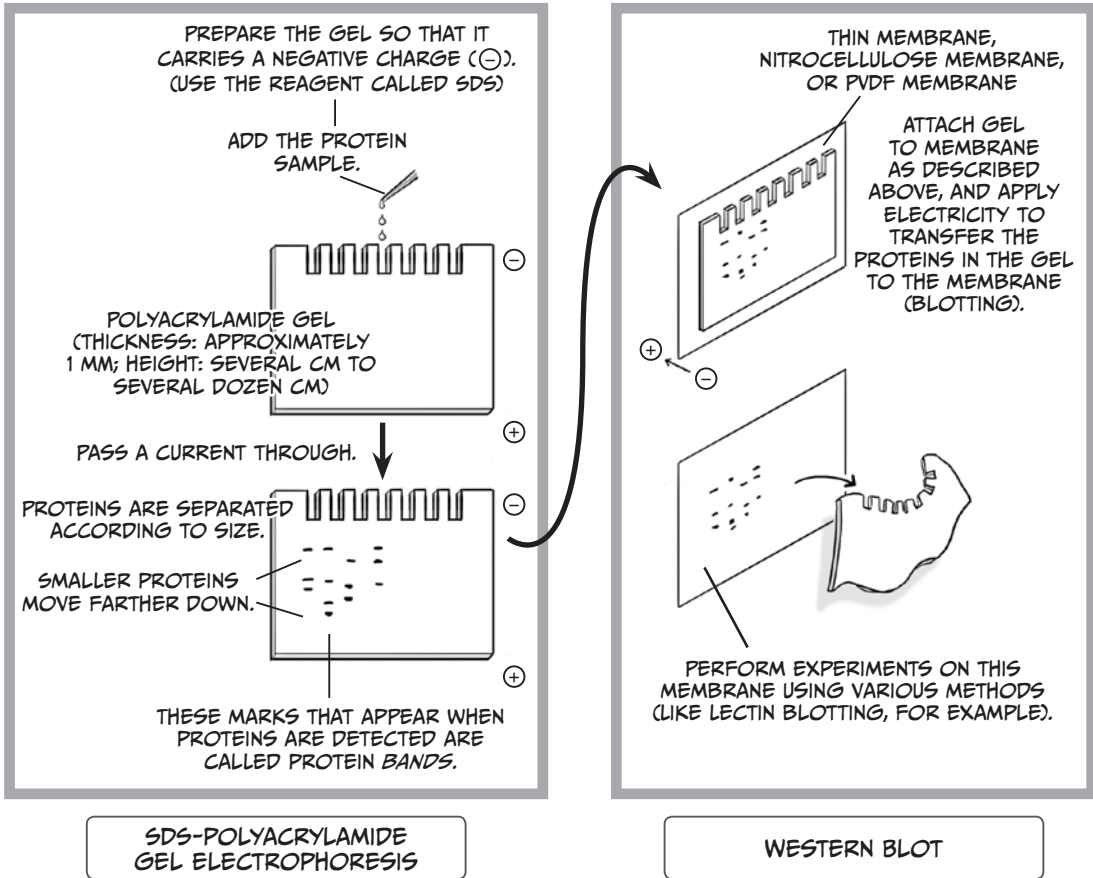 PREPARE THE GEL SO THAT IT
CARRIES A NEGATIVE CHARGE (⊖).
(USE THE REAGENT CALLED SDS)
ADD THE PROTEIN
SAMPLE.
⊖
POLYACRYLAMIDE GEL
(THICKNESS: APPROXIMATELY
1 MM; HEIGHT: SEVERAL CM TO
SEVERAL DOZEN CM)
⊕
PASS A CURRENT THROUGH.
PROTEINS ARE SEPARATED
ACCORDING TO SIZE.
⊖
SMALLER PROTEINS
MOVE FARTHER DOWN.
⊕
THESE MARKS THAT APPEAR WHEN
PROTEINS ARE DETECTED ARE
CALLED PROTEIN BANDS.
SDS-POLYACRYLAMIDE
GEL ELECTROPHORESIS
THIN MEMBRANE,
NITROCELLULOSE MEMBRANE,
OR PVDF MEMBRANE
ATTACH GEL
TO MEMBRANE
AS DESCRIBED
ABOVE, AND APPLY
ELECTRICITY TO
TRANSFER THE
PROTEINS IN THE GEL
TO THE MEMBRANE
(BLOTTING).
⊕
⊖
PERFORM EXPERIMENTS ON THIS
MEMBRANE USING VARIOUS METHODS
(LIKE LECTIN BLOTTING, FOR EXAMPLE).
WESTERN BLOT